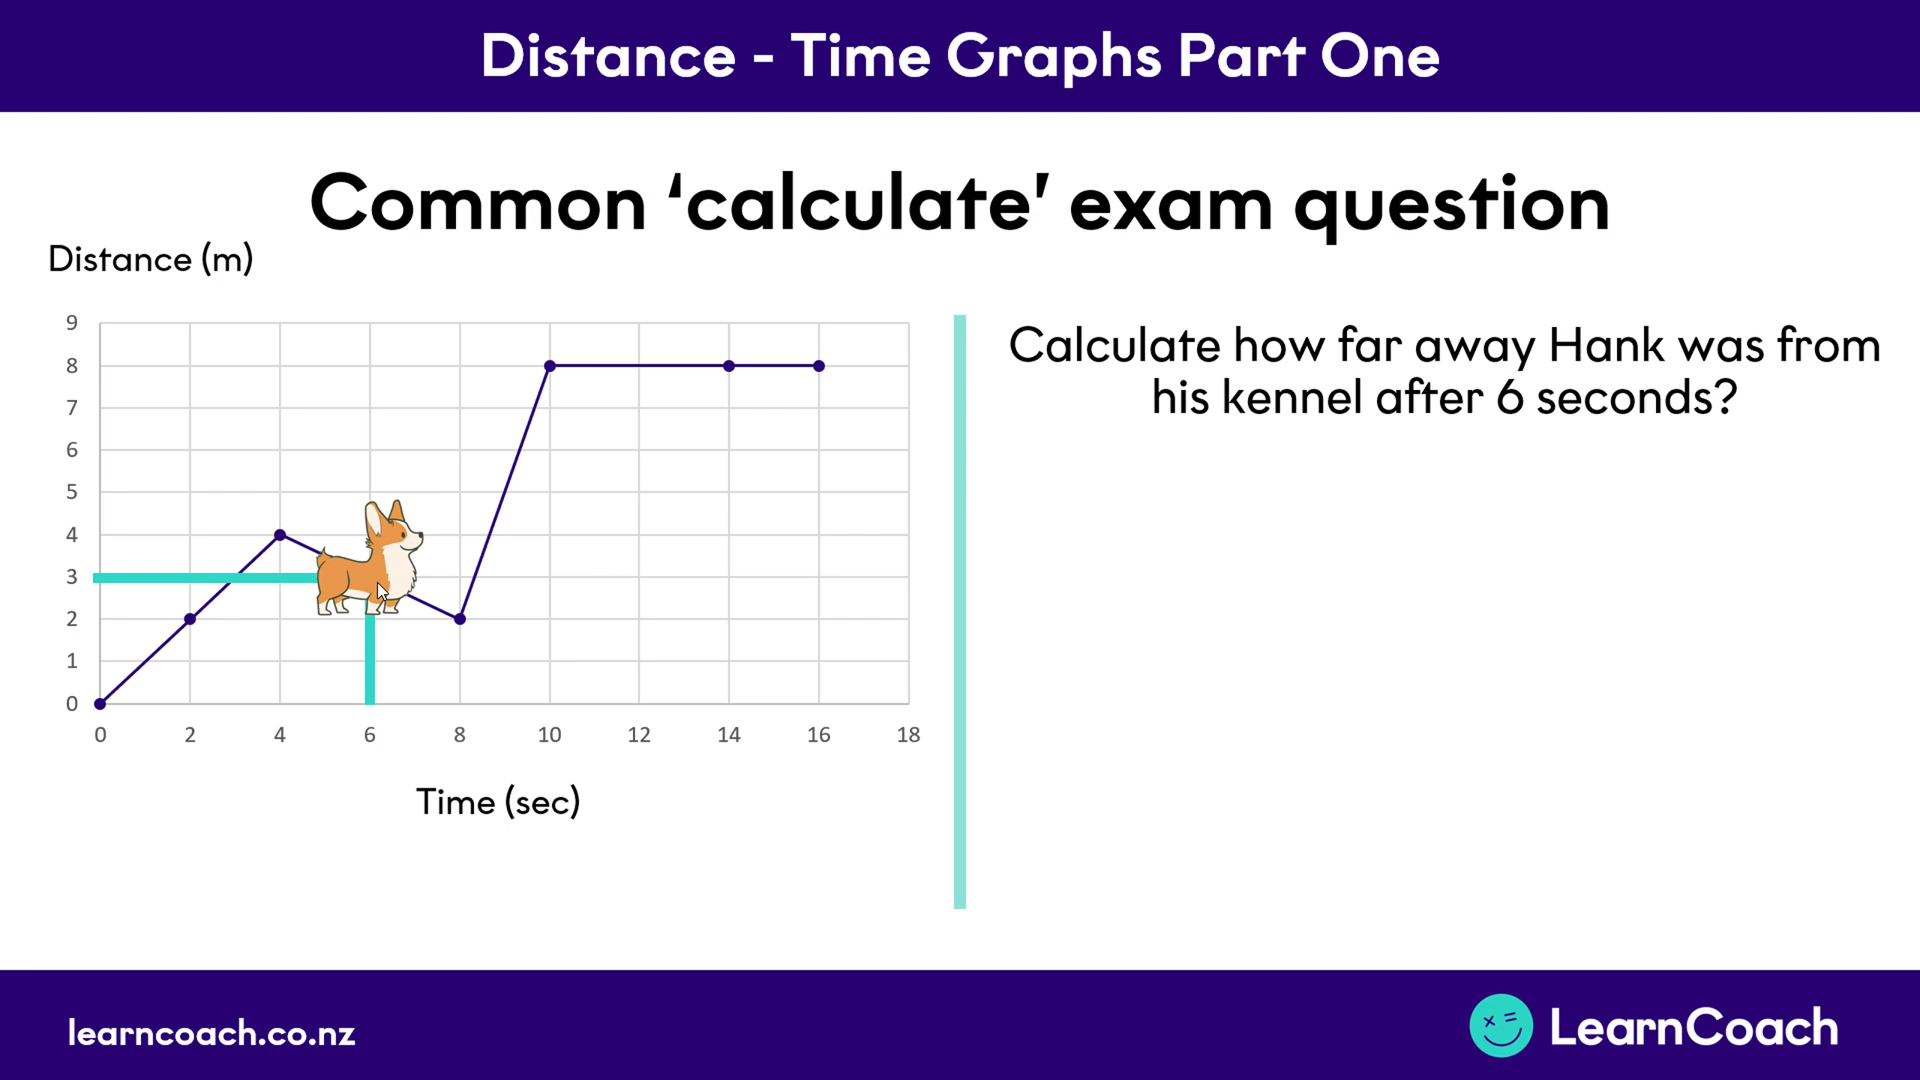 Distance - Time Graphs Part One
Common ‘calculate’ exam question
Distance (m)
9
8
7
6
5
4
3
2
1
0
0 2 4 6 8 10 12 14 16 18
Time (sec)
Calculate how far away Hank was from
his kennel after 6 seconds?
learncoach.co.nz
LearnCoach